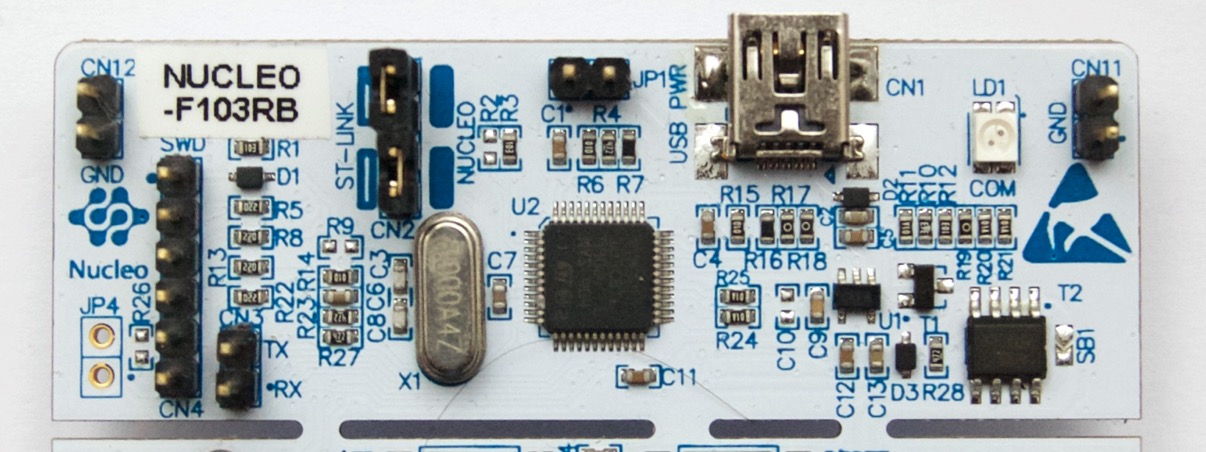 CN12
NUCLEO
-F103RB
SWD
GND
Nucleo
JP4
R26
CN4
R1
D1
R5
R8
R13
R22
CN3
TX
RX
ST-LINK
NUCLEO
CN2
R9
R14
R23
R27
C3
C6
C8
X1
R2
R3
C1
R4
JP1
R6
R7
U2
C7
C11
USB PWR
CN1
R15
R17
C4
R16
R18
R25
R24
C10
C9
C12
C13
D2
C5
R11
R10
R12
R19
R20
R21
U1
T1
D3
R28
LD1
COM
CN11
GND
T2
SB1